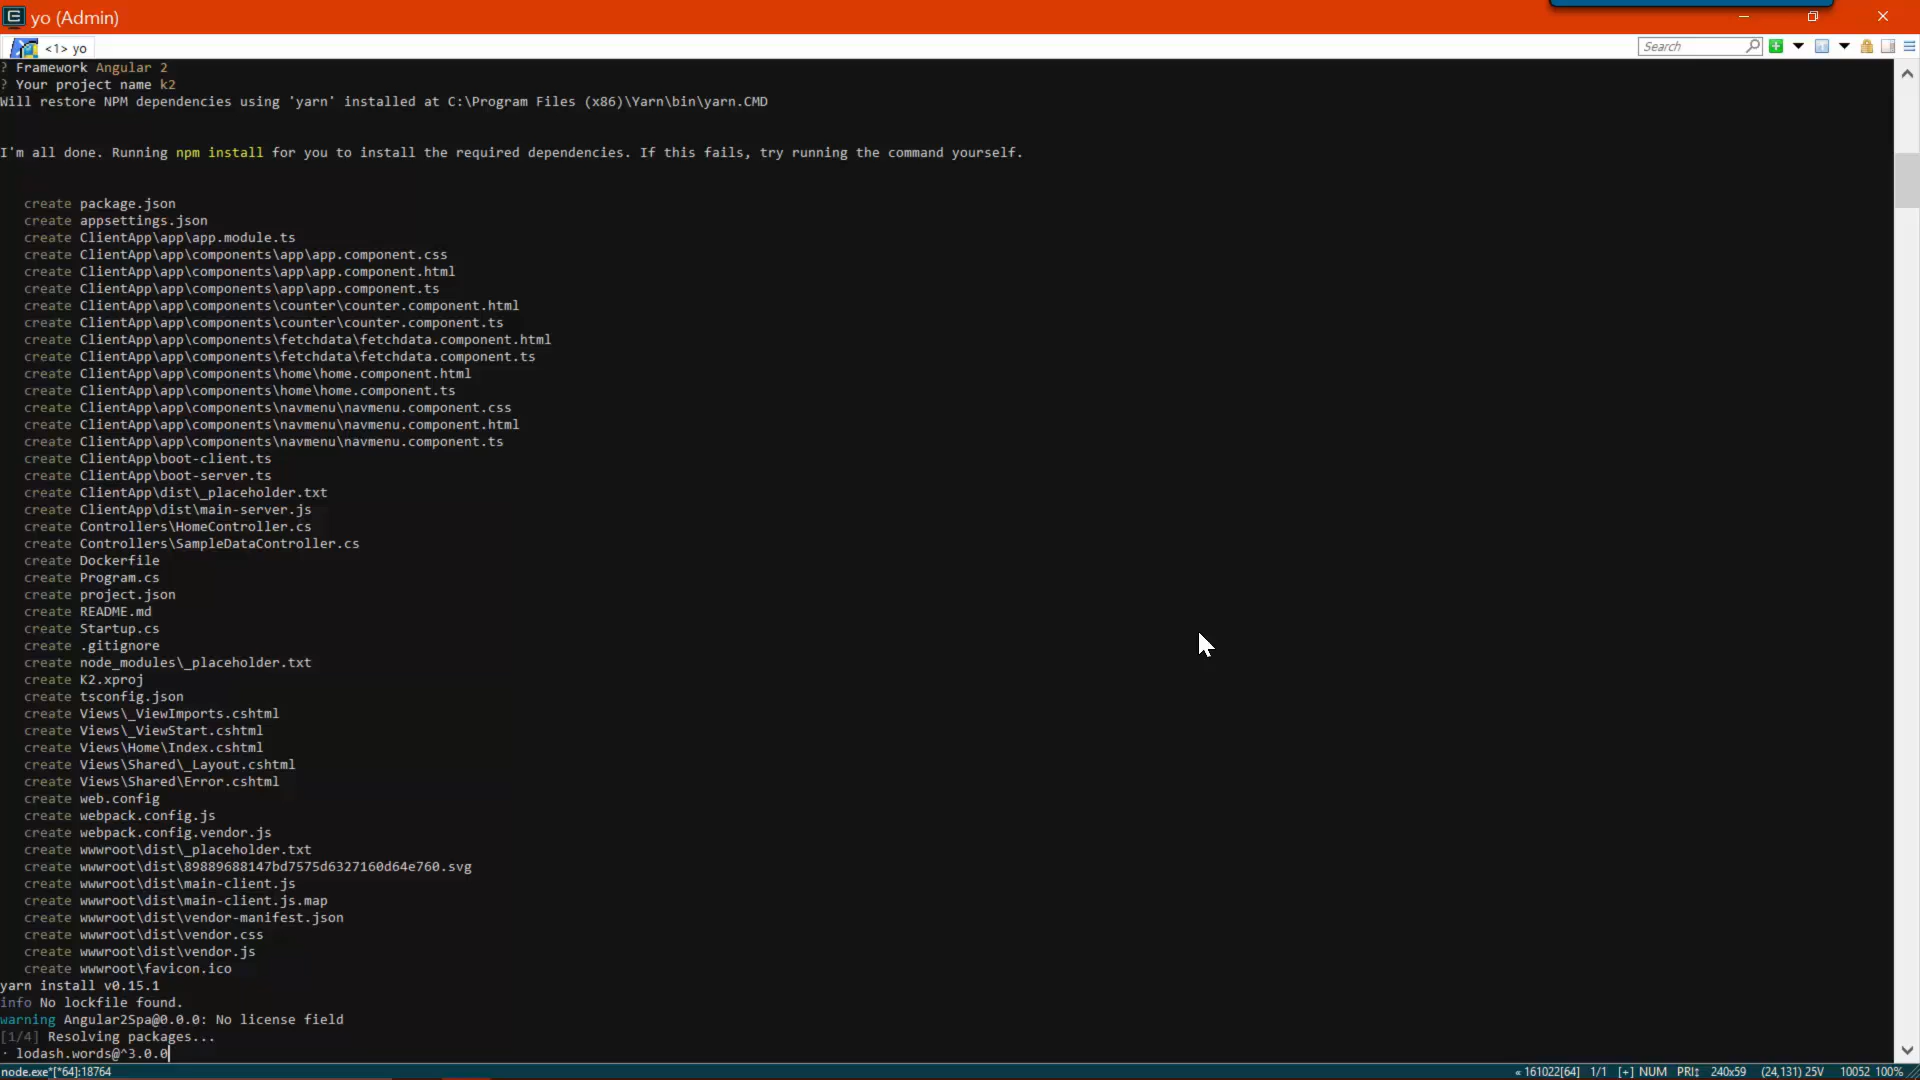 yo (Admin)
<1> yo
Search
? Framework Angular 2
? Your project name k2
Will restore NPM dependencies using 'yarn' installed at C:\Program Files (x86)\Yarn\bin\yarn.CMD
I'm all done. Running npm install for you to install the required dependencies. If this fails, try running the command yourself.
create package.json
create appsettings.json
create ClientApp\app\app.module.ts
create ClientApp\app\components\app\app.component.css
create ClientApp\app\components\app\app.component.html
create ClientApp\app\components\app\app.component.ts
create ClientApp\app\components\counter\counter.component.html
create ClientApp\app\components\counter\counter.component.ts
create ClientApp\app\components\fetchdata\fetchdata.component.html
create ClientApp\app\components\fetchdata\fetchdata.component.ts
create ClientApp\app\components\home\home.component.html
create ClientApp\app\components\home\home.component.ts
create ClientApp\app\components\navmenu\navmenu.component.css
create ClientApp\app\components\navmenu\navmenu.component.html
create ClientApp\app\components\navmenu\navmenu.component.ts
create ClientApp\boot-client.ts
create ClientApp\boot-server.ts
create ClientApp\dist\_placeholder.txt
create ClientApp\dist\main-server.js
create Controllers\HomeController.cs
create Controllers\SampleDataController.cs
create Dockerfile
create Program.cs
create project.json
create README.md
create Startup.cs
create .gitignore
create node_modules\_placeholder.txt
create K2.xproj
create tsconfig.json
create Views\_ViewImports.cshtml
create Views\_ViewStart.cshtml
create Views\Home\Index.cshtml
create Views\Shared\_Layout.cshtml
create Views\Shared\Error.cshtml
create web.config
create webpack.config.js
create webpack.config.vendor.js
create wwwroot\dist\_placeholder.txt
create wwwroot\dist\89889688147bd7575d6327160d64e760.svg
create wwwroot\dist\main-client.js
create wwwroot\dist\main-client.js.map
create wwwroot\dist\vendor-manifest.json
create wwwroot\dist\vendor.css
create wwwroot\dist\vendor.js
create wwwroot\favicon.ico
yarn install v0.15.1
info No lockfile found.
warning Angular2Spa@0.0.0: No license field
[1/4] Resolving packages...
· lodash.words@^3.0.0
node.exe*[*64]:18764
« 161022[64] 1/1 [+] NUM PRI↕ 240x59 (24,131) 25V 10052 100%